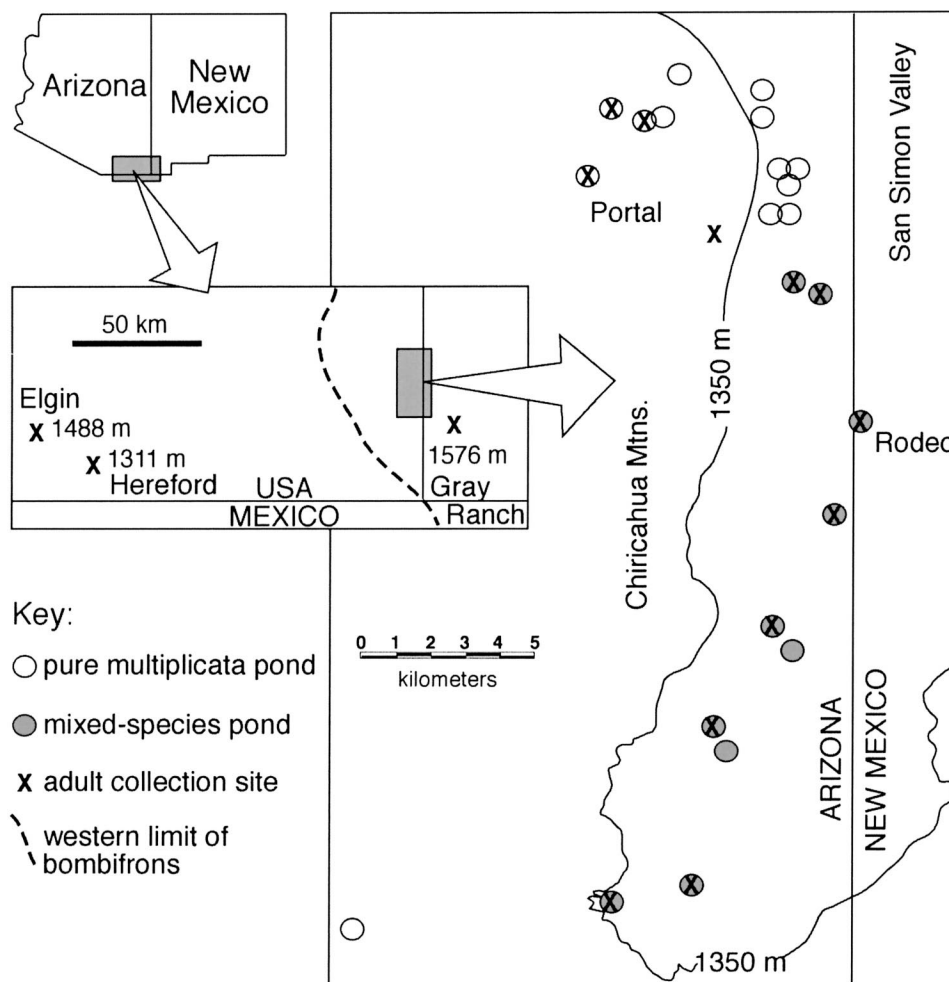 Arizona
New
Mexico
50 km
Elgin
X 1488 m
X 1311 m
Hereford
X
1576 m
USA
Gray
MEXICO
Ranch
Key:
pure multiplicata pond
mixed-species pond
X adult collection site
western limit of
bombifrons
0 1 2 3 4 5
kilometers
X
X
X
Portal
X
San Simon Valley
X
X
1350 m
Chiricahua Mtns.
X
Rodeo
X
X
X
ARIZONA
NEW MEXICO
X
X
1350 m